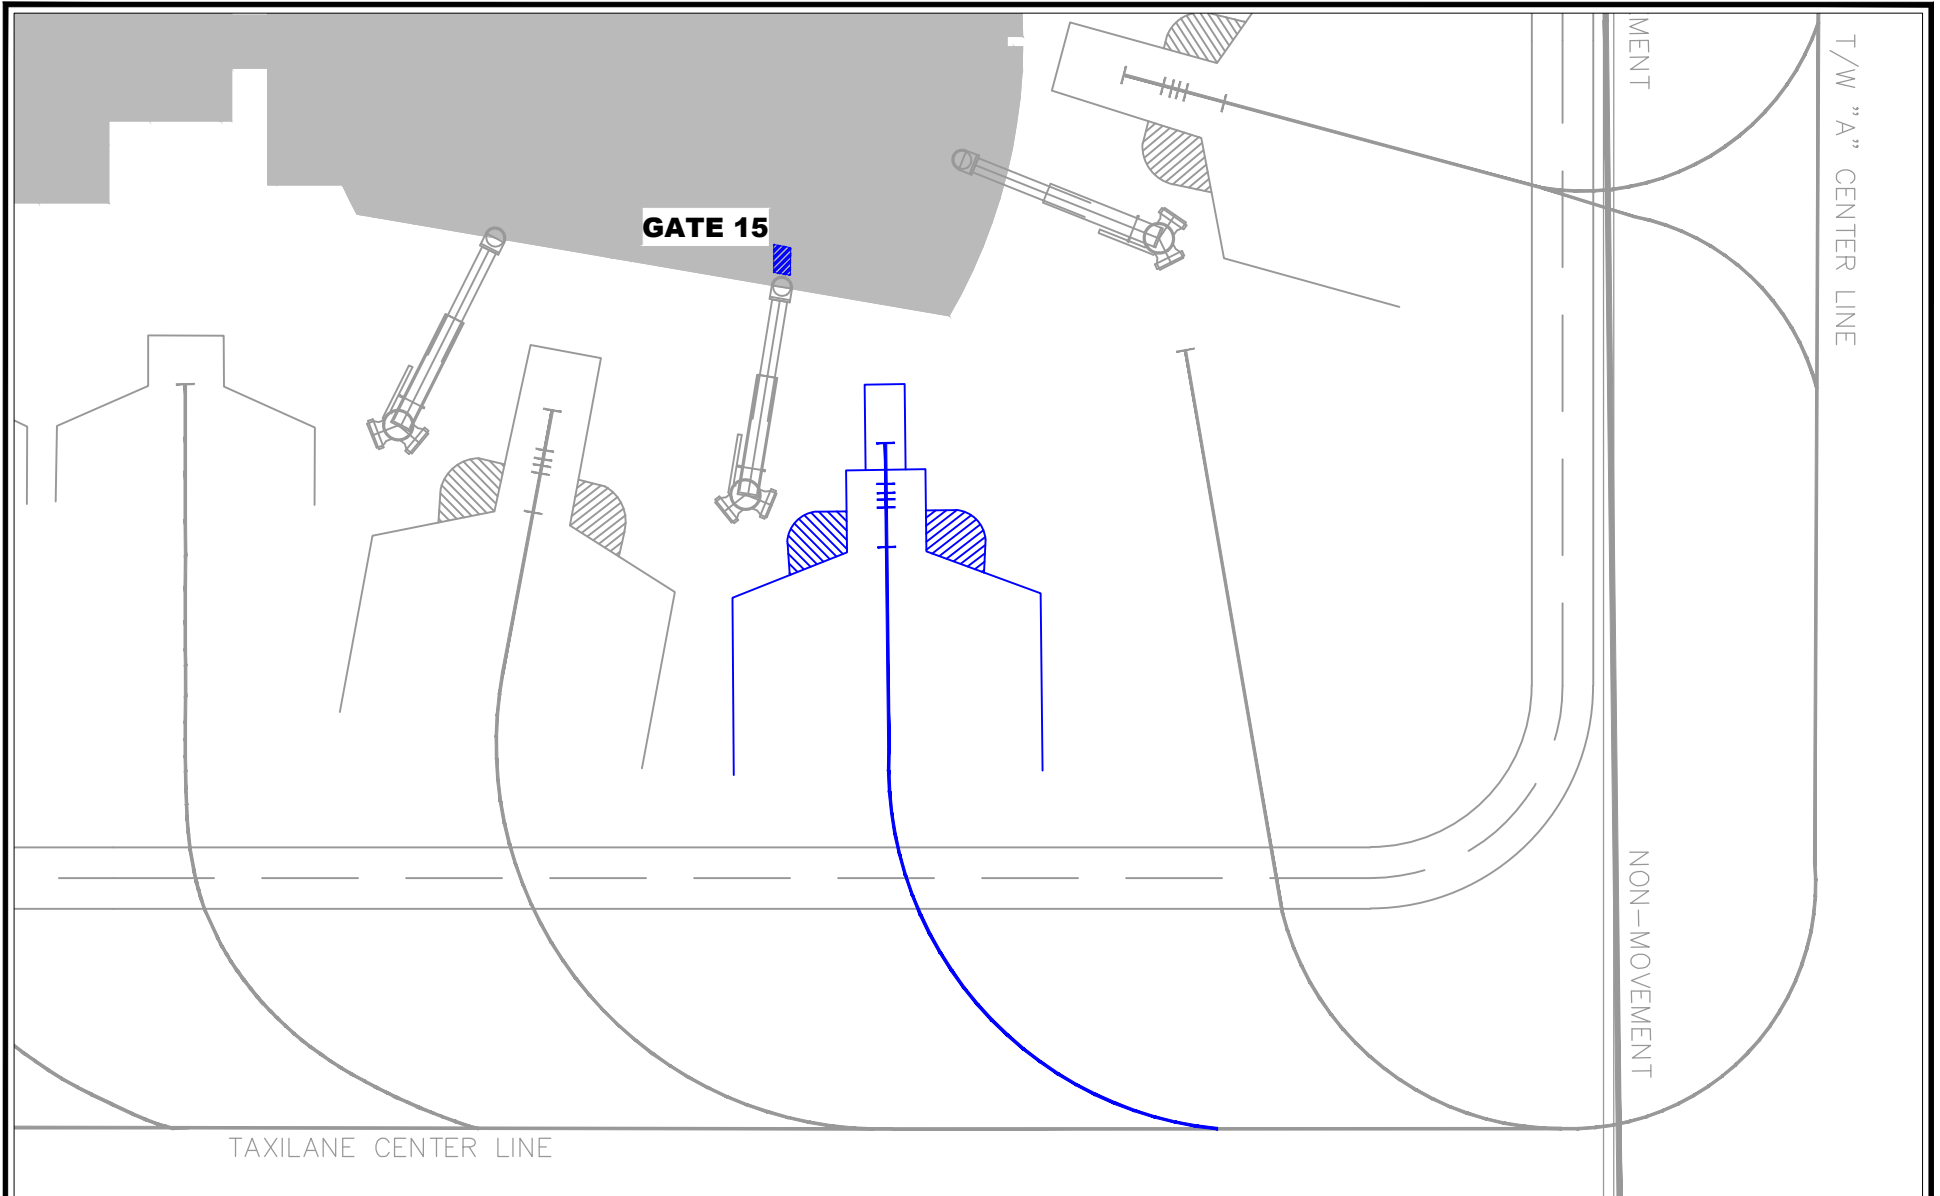 MENT
T/W "A" CENTER LINE
GATE 15
NON-MOVEMENT
TAXILANE CENTER LINE